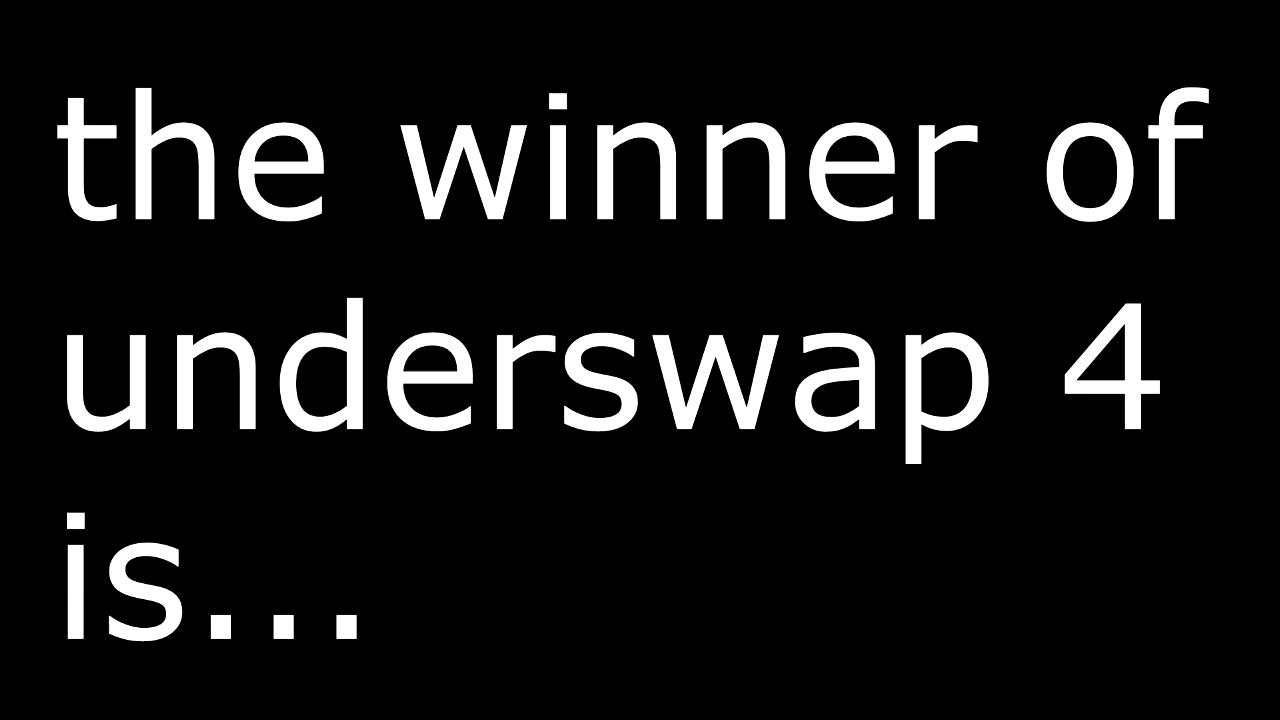 the winner of
underswap 4
is...